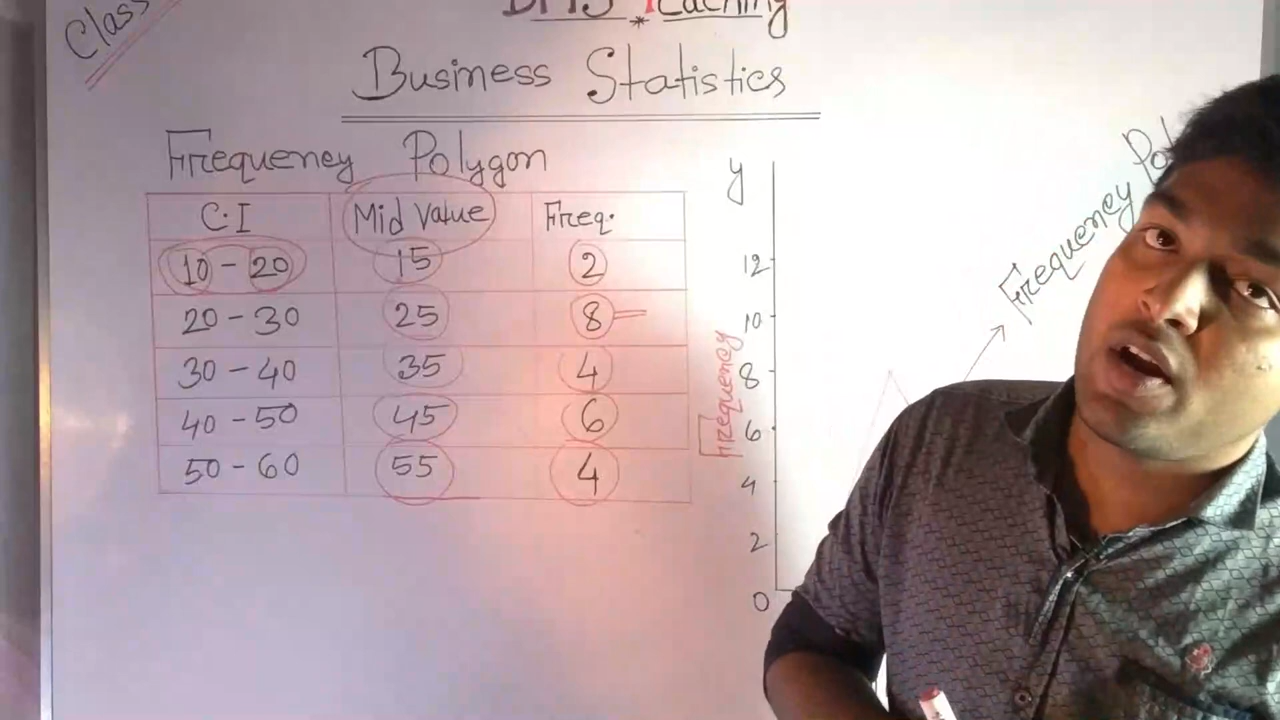 Class
Teaching
Business Statistics
Frequency Polygon
C.I Mid Value Freq.
10 - 20 15 2
20 - 30 25 8
30 - 40 35 4
40 - 50 45 6
50 - 60 55 4
y
12
10
8
6
4
2
0
Frequency
Frequency